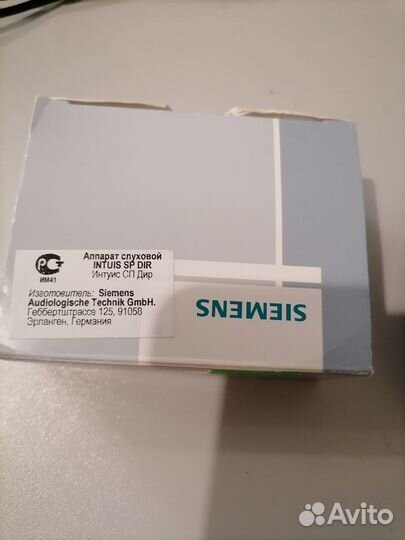 Аппарат слуховой
INTUIS SP DIR
Интуис СП Дир
ИМ41
Изготовитель: Siemens
Audiologische Technik GmbH.
Геббертштрассе 125, 91058
Эрланген, Германия
SIEMENS
Avito